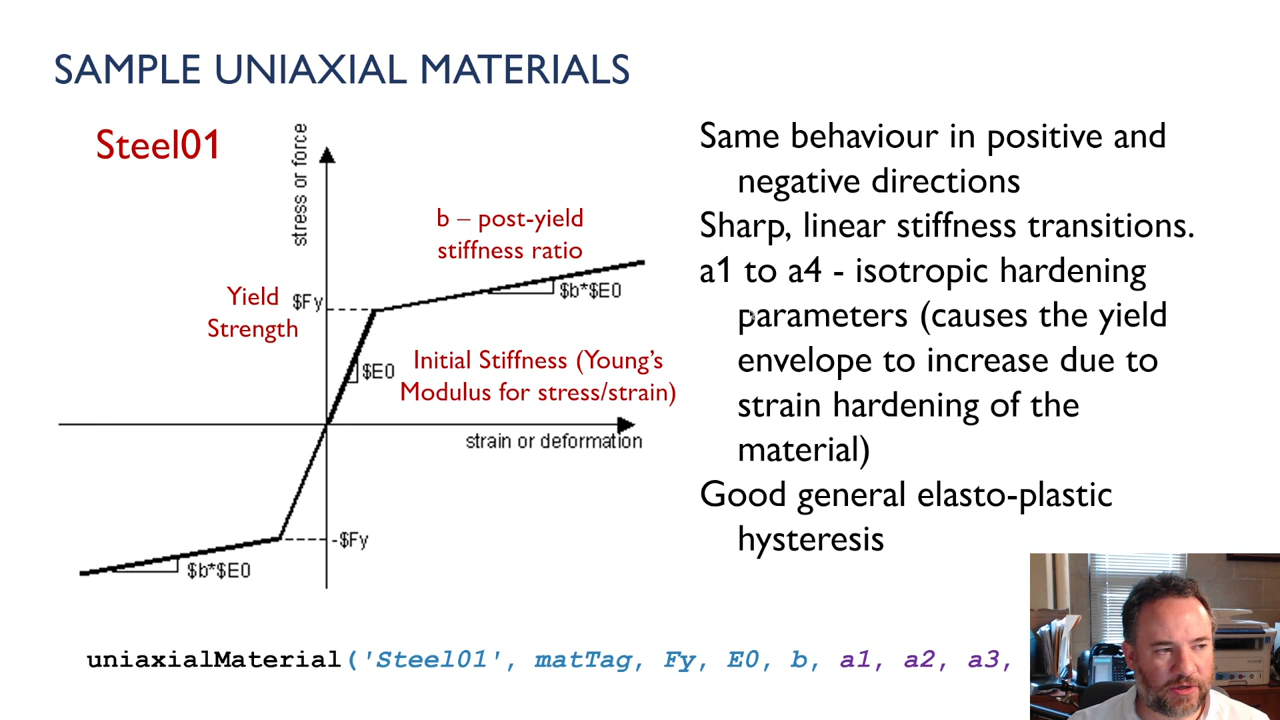 SAMPLE UNIAXIAL MATERIALS
Steel01
stress or force
b – post-yield
stiffness ratio
$b*$E0
Yield
Strength
$Fy
Initial Stiffness (Young's
Modulus for stress/strain)
$E0
strain or deformation
-$Fy
$b*$E0
Same behaviour in positive and
negative directions
Sharp, linear stiffness transitions.
a1 to a4 - isotropic hardening
parameters (causes the yield
envelope to increase due to
strain hardening of the
material)
Good general elasto-plastic
hysteresis
uniaxialMaterial('Steel01', matTag, Fy, E0, b, a1, a2, a3,